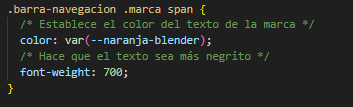 .barra-navegacion .marca span {
/* Establece el color del texto de la marca */
color: var(--naranja-blender);
/* Hace que el texto sea más negrito */
font-weight: 700;
}